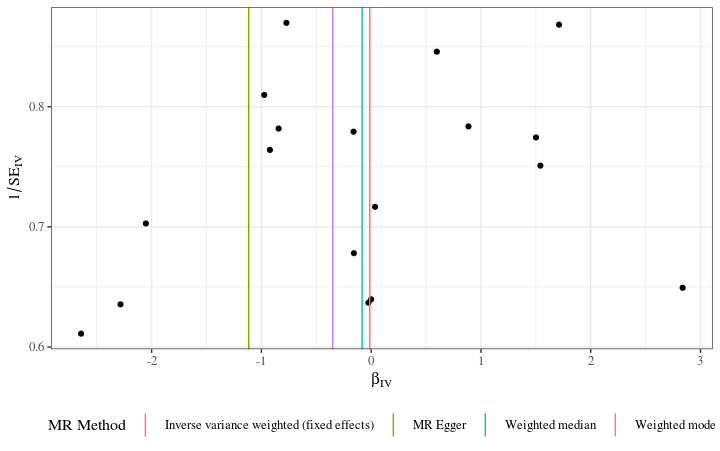 0.8
0.7
0.6
1/SE_IV
-2 -1 0 1 2 3
β_IV
MR Method Inverse variance weighted (fixed effects) MR Egger Weighted median Weighted mode